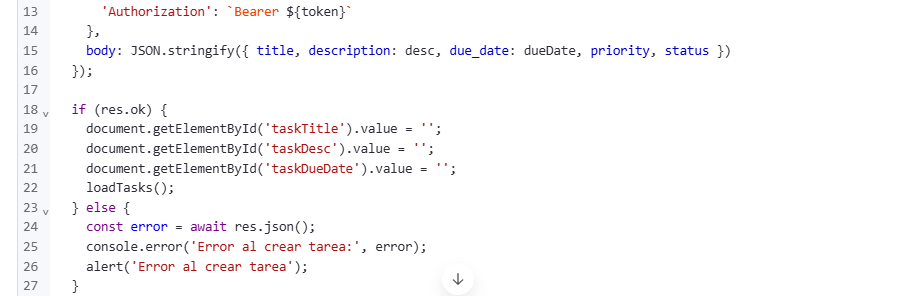 13 'Authorization': `Bearer ${token}`
14 },
15 body: JSON.stringify({ title, description: desc, due_date: dueDate, priority, status })
16 });
17
18 if (res.ok) {
19 document.getElementById('taskTitle').value = '';
20 document.getElementById('taskDesc').value = '';
21 document.getElementById('taskDueDate').value = '';
22 loadTasks();
23 } else {
24 const error = await res.json();
25 console.error('Error al crear tarea:', error);
26 alert('Error al crear tarea');
27 }